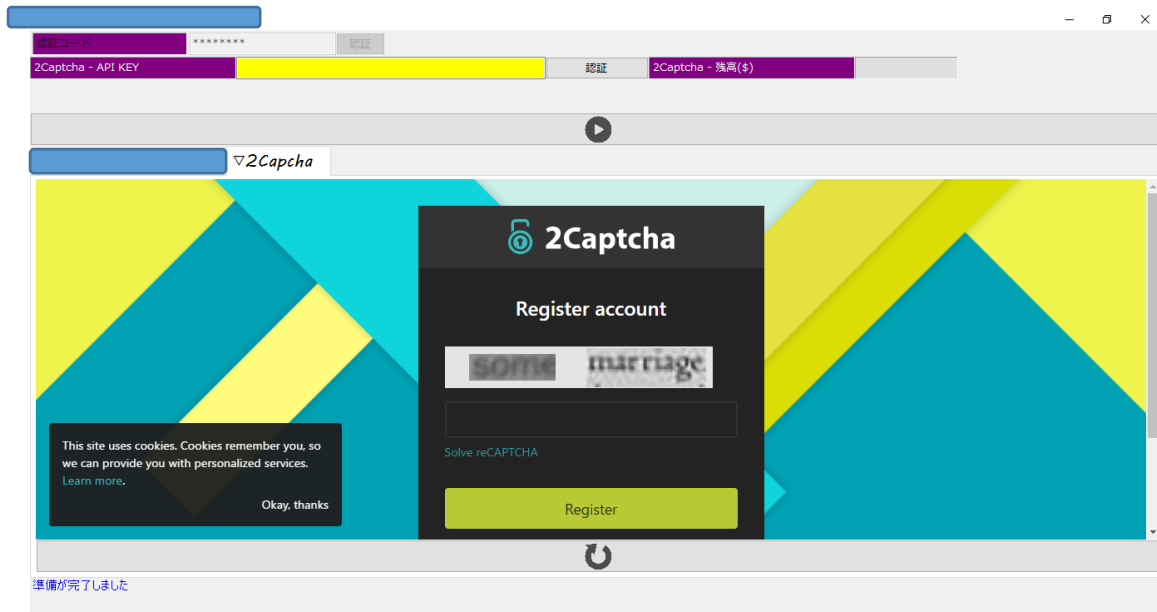 認証コード ******** 認証
2Captcha - API KEY 認証 2Captcha - 残高($)
▽2Capcha
2Captcha
Register account
some marriage
Solve reCAPTCHA
Register
This site uses cookies. Cookies remember you, so
we can provide you with personalized services.
Learn more.
Okay, thanks
準備が完了しました